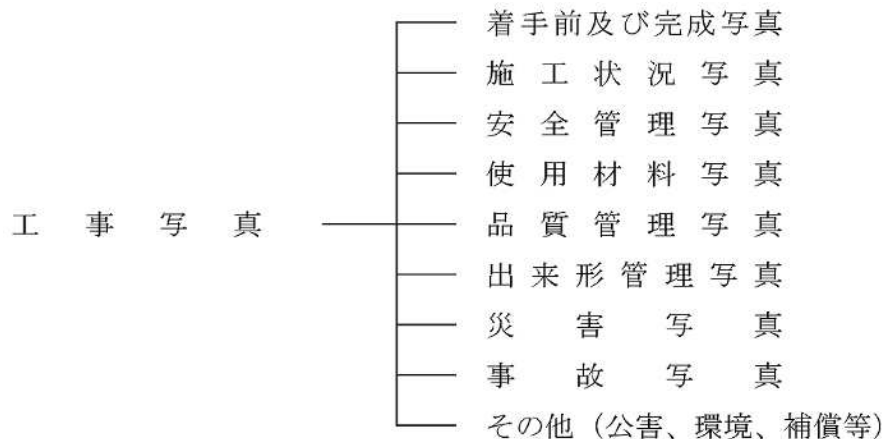 工事写真
着手前及び完成写真
施工状況写真
安全管理写真
使用材料写真
品質管理写真
出来形管理写真
災害写真
事故写真
その他（公害、環境、補償等）